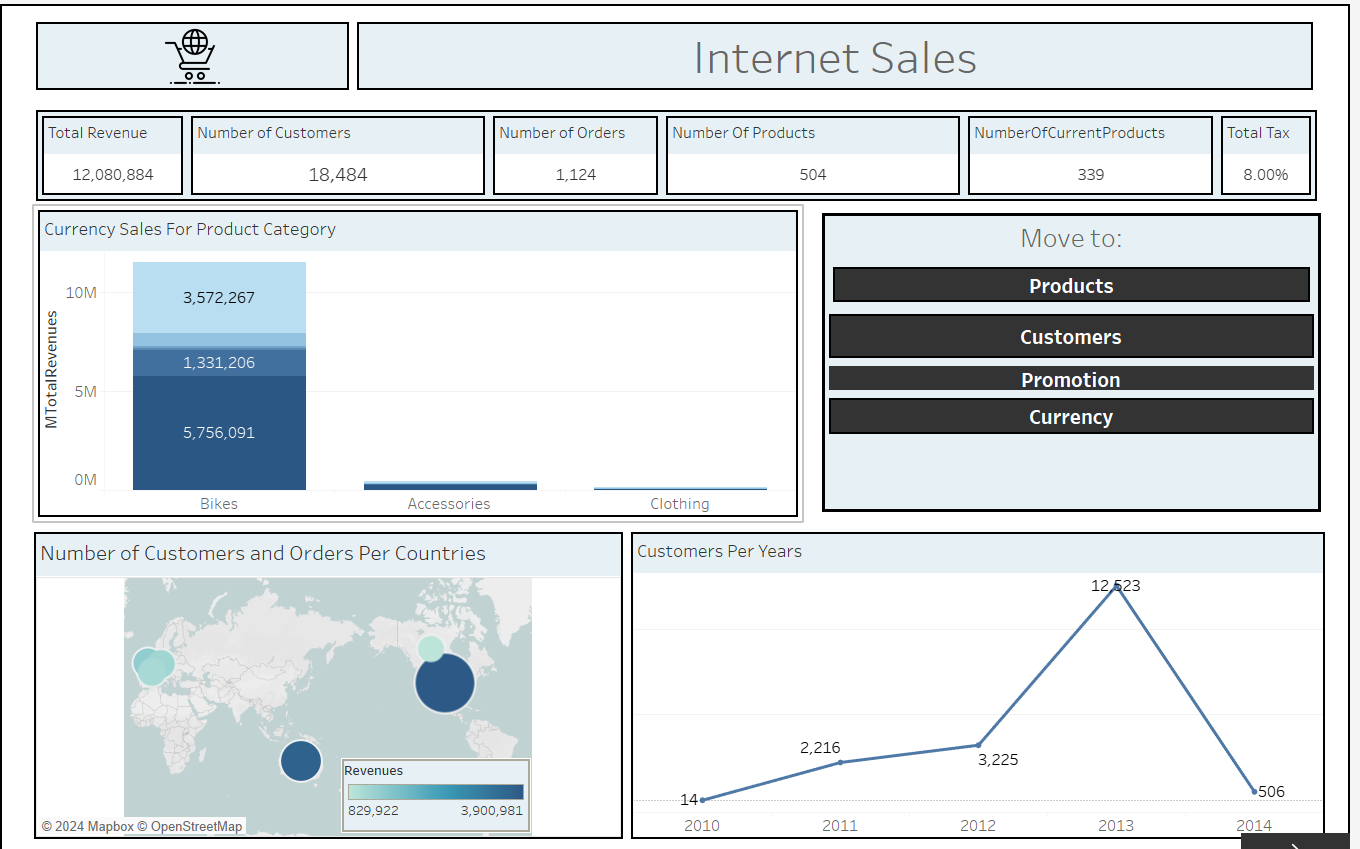 Internet Sales
Total Revenue
12,080,884
Number of Customers
18,484
Number of Orders
1,124
Number Of Products
504
NumberOfCurrentProducts
339
Total Tax
8.00%
Currency Sales For Product Category
MTotalRevenues
10M
5M
0M
3,572,267
1,331,206
5,756,091
Bikes
Accessories
Clothing
Move to:
Products
Customers
Promotion
Currency
Number of Customers and Orders Per Countries
Revenues
829,922
3,900,981
© 2024 Mapbox © OpenStreetMap
Customers Per Years
12,523
2,216
3,225
14
506
2010
2011
2012
2013
2014